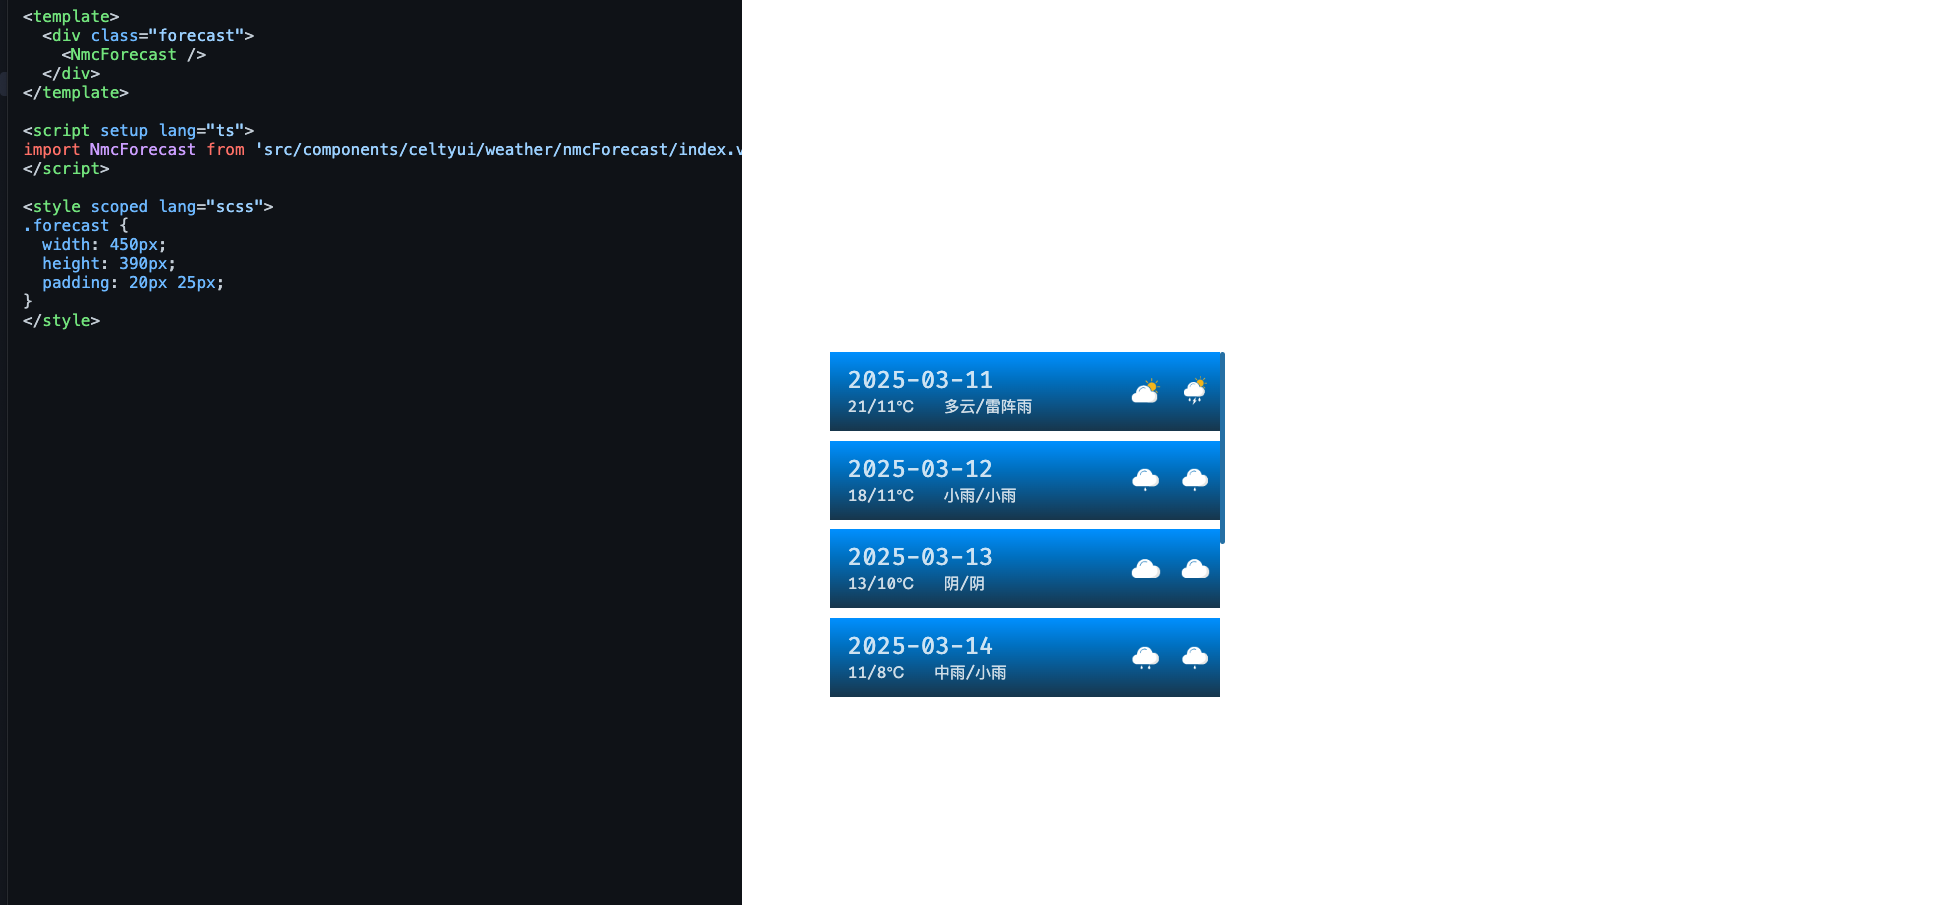 <template>
  <div class="forecast">
    <NmcForecast />
  </div>
</template>
<script setup lang="ts">
import NmcForecast from 'src/components/celtyui/weather/nmcForecast/index.v
</script>
<style scoped lang="scss">
.forecast {
  width: 450px;
  height: 390px;
  padding: 20px 25px;
}
</style>
2025-03-11
21/11°C 多云/雷阵雨
2025-03-12
18/11°C 小雨/小雨
2025-03-13
13/10°C 阴/阴
2025-03-14
11/8°C 中雨/小雨